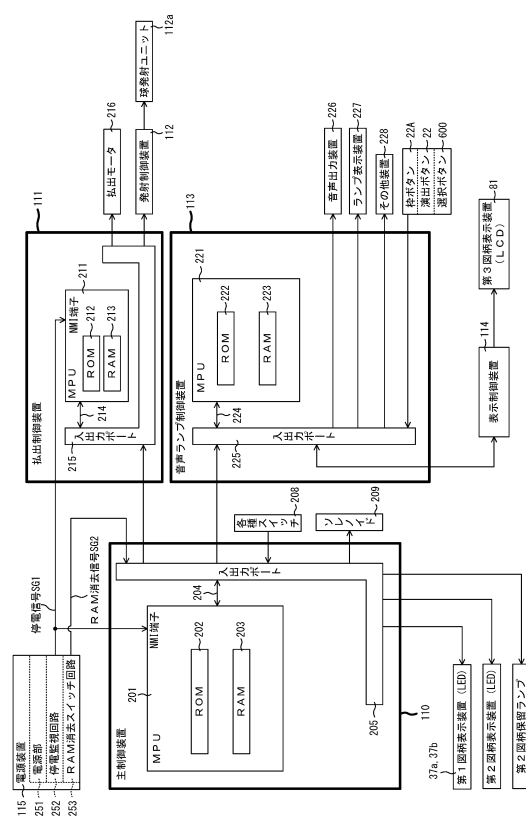 電源装置
電源部
停電監視回路
RAM消去スイッチ回路
115
251
252
253
停電信号SG1
RAM消去信号SG2
主制御装置
110
MPU
201
NMI端子
ROM
202
RAM
203
204
入出力ポート
205
各種スイッチ
208
ソレノイド
209
37a,37b
第1図柄表示装置(LED)
第2図柄表示装置(LED)
第2図柄保留ランプ
払出制御装置
111
MPU
211
NMI端子
ROM
212
RAM
213
214
入出力ポート
215
払出モータ
216
発射制御装置
112
球発射ユニット
112a
音声ランプ制御装置
113
MPU
221
ROM
222
RAM
223
224
入出力ポート
225
音声出力装置
226
ランプ表示装置
227
その他装置
228
枠ボタン
22A
演出ボタン
22
選択ボタン
600
表示制御装置
114
第3図柄表示装置
(LCD)
81